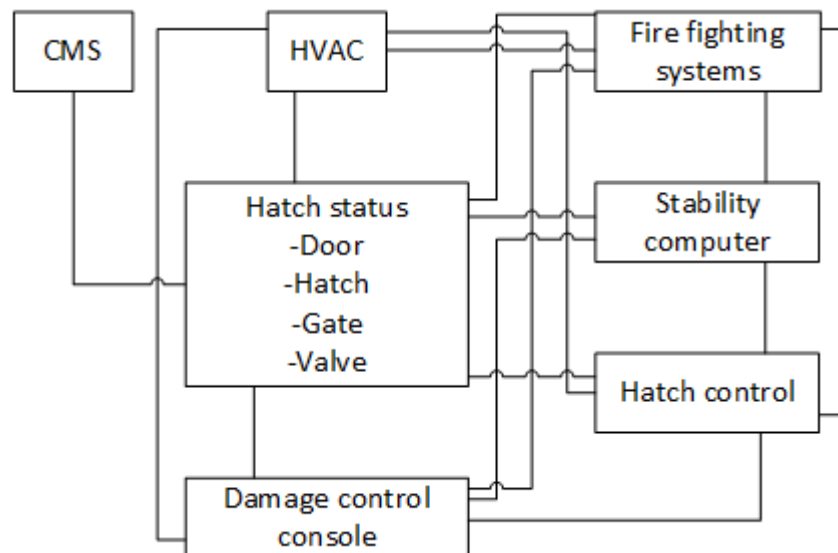 CMS
HVAC
Fire fighting
systems
Hatch status
-Door
-Hatch
-Gate
-Valve
Stability
computer
Hatch control
Damage control
console